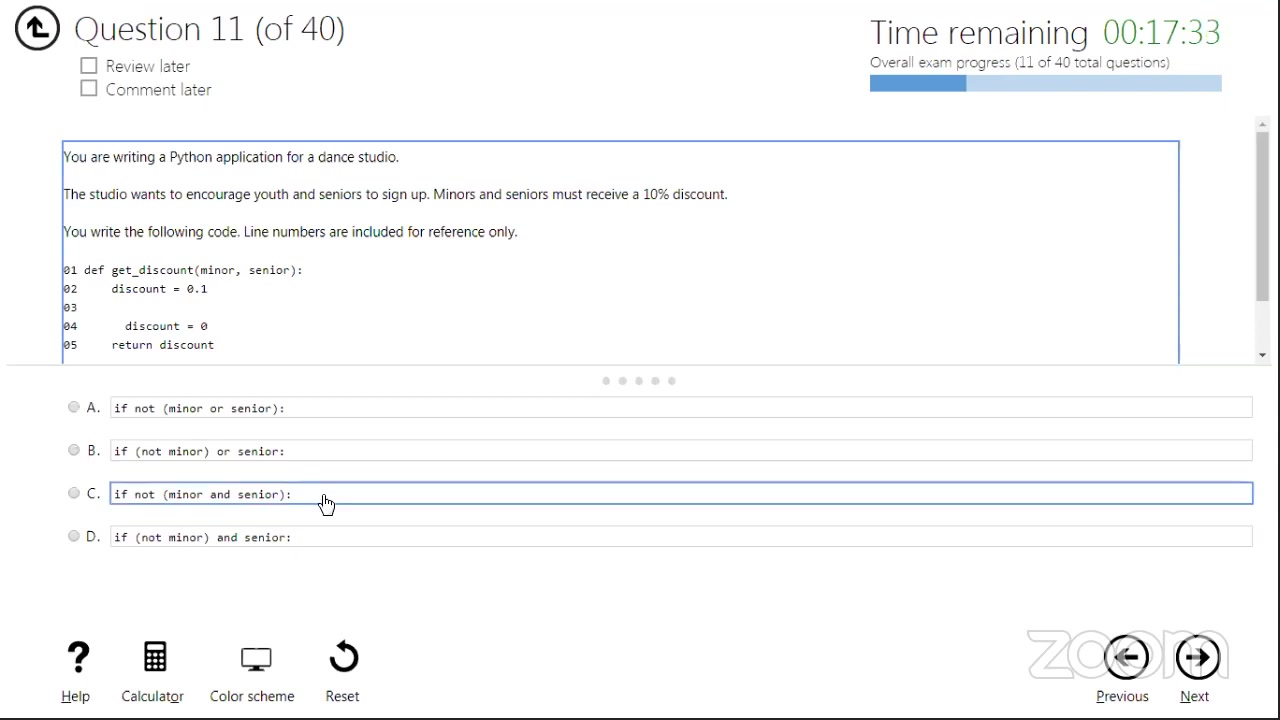 Question 11 (of 40)
Time remaining 00:17:33
Review later
Overall exam progress (11 of 40 total questions)
Comment later
You are writing a Python application for a dance studio.
The studio wants to encourage youth and seniors to sign up. Minors and seniors must receive a 10% discount.
You write the following code. Line numbers are included for reference only.
01 def get_discount(minor, senior):
02     discount = 0.1
03
04       discount = 0
05     return discount
A. if not (minor or senior):
B. if (not minor) or senior:
C. if not (minor and senior):
D. if (not minor) and senior:
zoom
? 
Help Calculator Color scheme Reset Previous Next